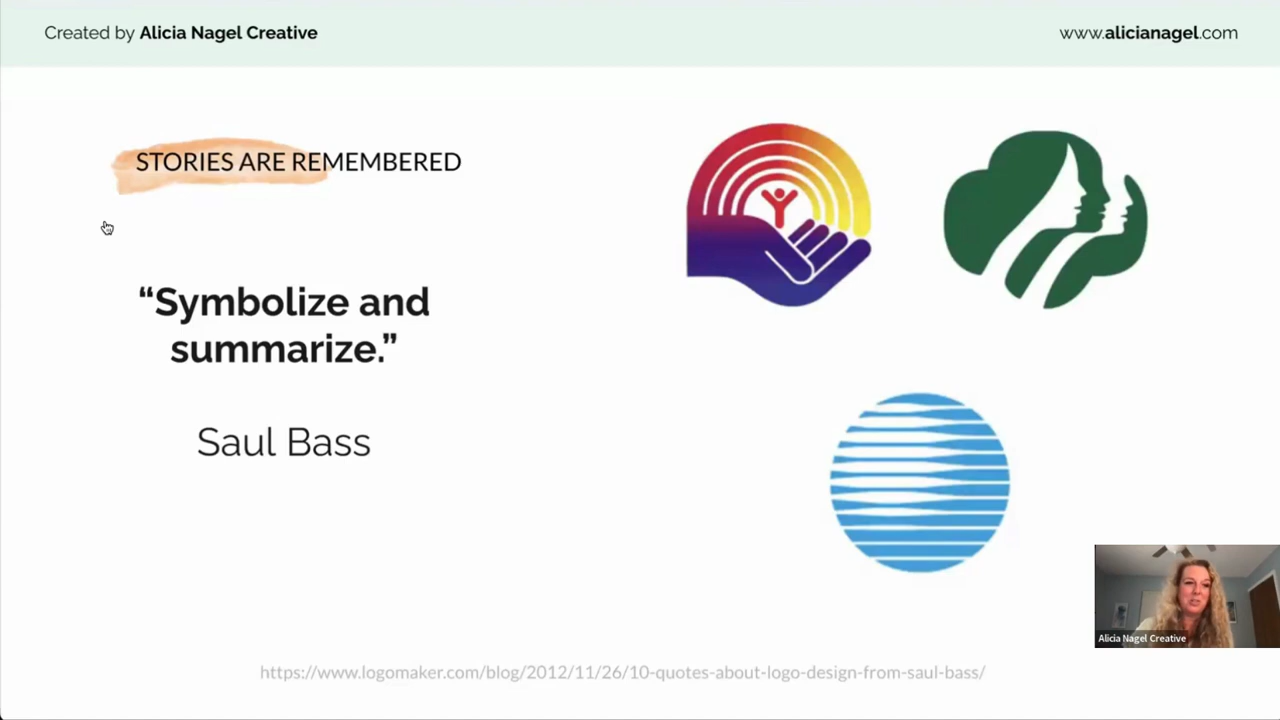 Created by Alicia Nagel Creative
www.alicianagel.com
STORIES ARE REMEMBERED
“Symbolize and
summarize.”
Saul Bass
Alicia Nagel Creative
https://www.logomaker.com/blog/2012/11/26/10-quotes-about-logo-design-from-saul-bass/